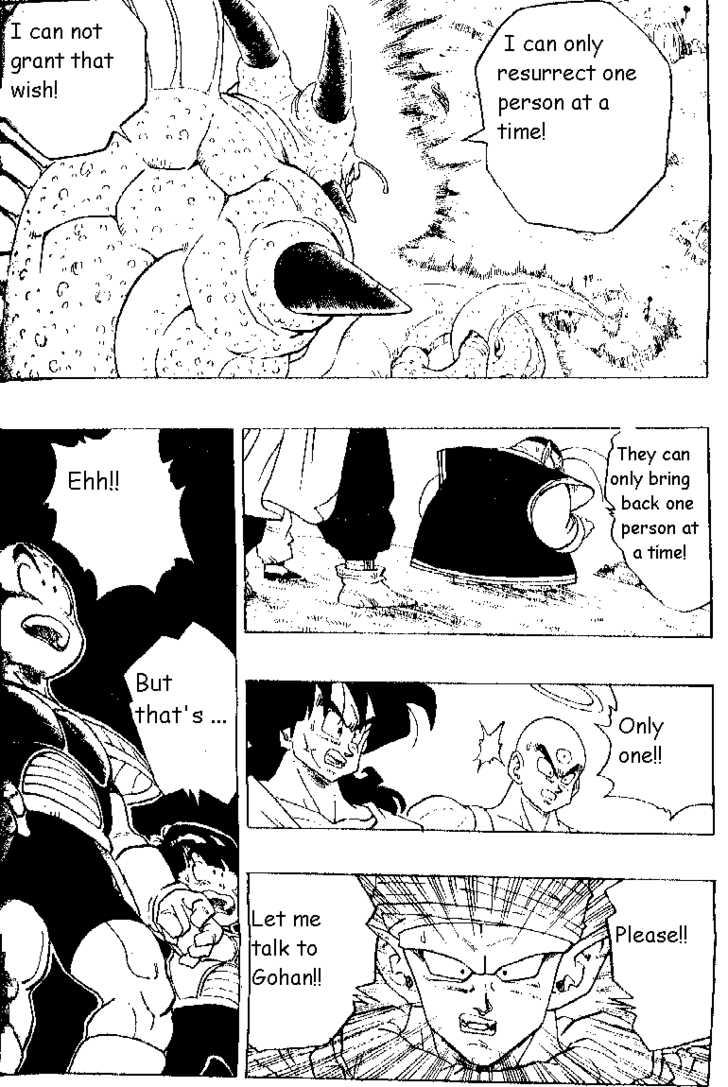 I can only
resurrect one
person at a
time!
I can not
grant that
wish!
They can
only bring
back one
person at
a time!
Ehh!!
But
that's ...
Only
one!!
Please!!
Let me
talk to
Gohan!!